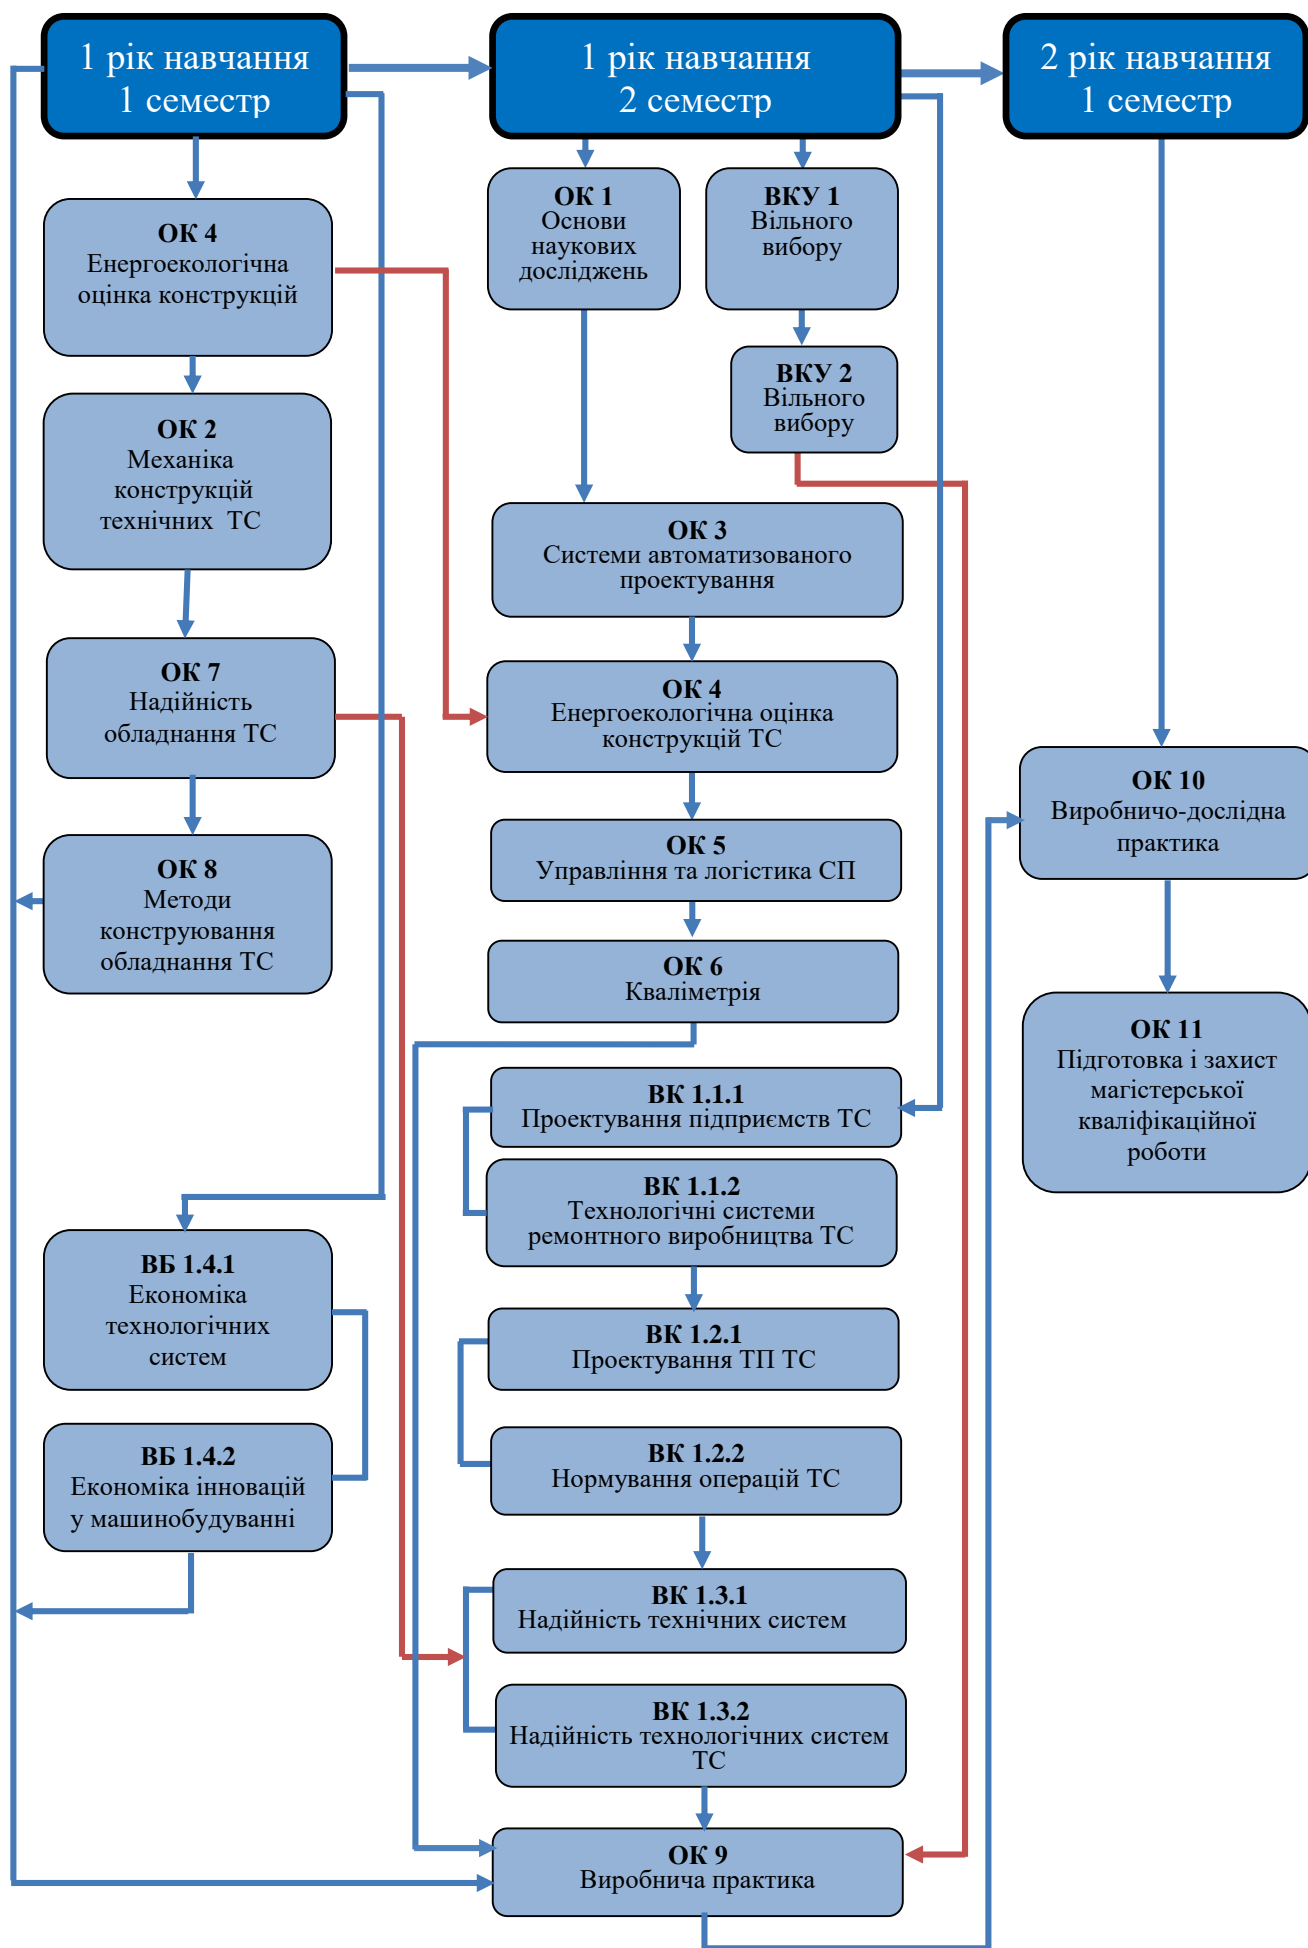 1 рік навчання
1 семестр
1 рік навчання
2 семестр
2 рік навчання
1 семестр
ОК 4
Енергоекологічна
оцінка конструкцій
ОК 2
Механіка
конструкцій
технічних ТС
ОК 7
Надійність
обладнання ТС
ОК 8
Методи
конструювання
обладнання ТС
ВБ 1.4.1
Економіка
технологічних
систем
ВБ 1.4.2
Економіка інновацій
у машинобудуванні
ОК 1
Основи
наукових
досліджень
ВКУ 1
Вільного
вибору
ВКУ 2
Вільного
вибору
ОК 3
Системи автоматизованого
проектування
ОК 4
Енергоекологічна оцінка
конструкцій ТС
ОК 5
Управління та логістика СП
ОК 6
Кваліметрія
ВК 1.1.1
Проектування підприємств ТС
ВК 1.1.2
Технологічні системи
ремонтного виробництва ТС
ВК 1.2.1
Проектування ТП ТС
ВК 1.2.2
Нормування операцій ТС
ВК 1.3.1
Надійність технічних систем
ВК 1.3.2
Надійність технологічних систем
ТС
ОК 9
Виробнича практика
ОК 10
Виробничо-дослідна
практика
ОК 11
Підготовка і захист
магістерської
кваліфікаційної
роботи